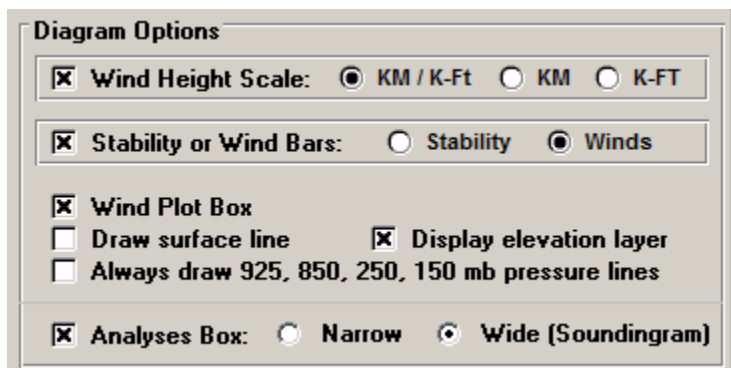 Diagram Options
Wind Height Scale: KM / K-Ft KM K-FT
Stability or Wind Bars: Stability Winds
Wind Plot Box
Draw surface line Display elevation layer
Always draw 925, 850, 250, 150 mb pressure lines
Analyses Box: Narrow Wide (Soundingram)